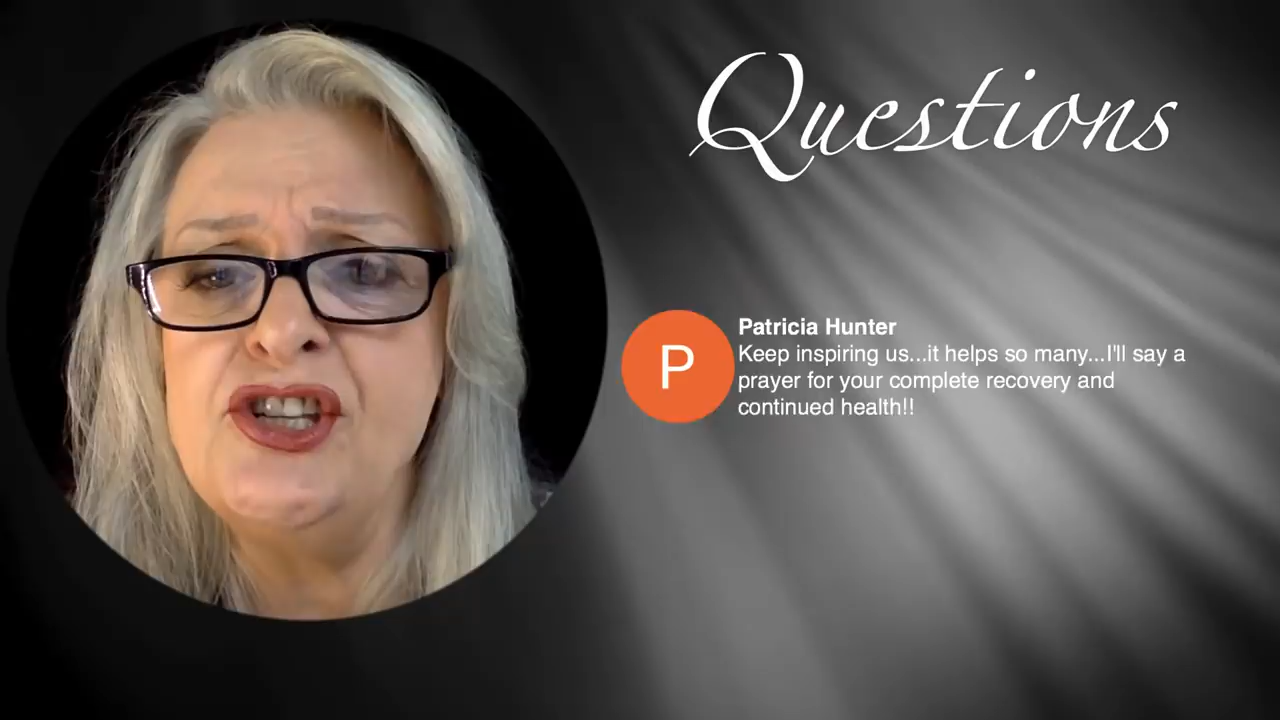 Questions
P
Patricia Hunter
Keep inspiring us...it helps so many...I'll say a
prayer for your complete recovery and
continued health!!